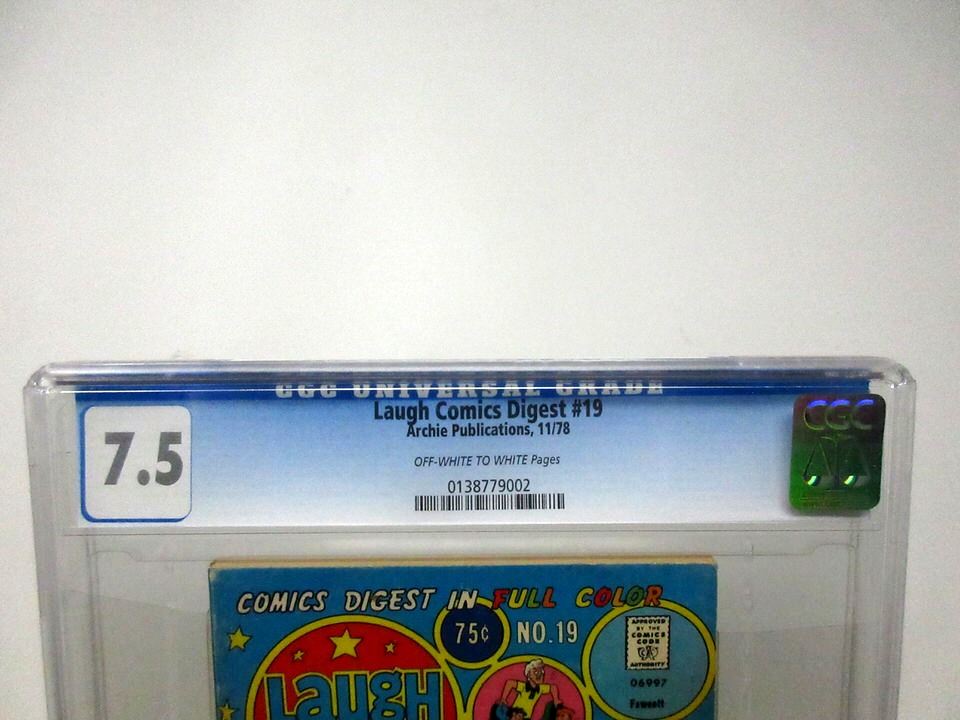 CGC UNIVERSAL GRADE
Laugh Comics Digest #19
Archie Publications, 11/78
7.5
CGC
OFF-WHITE TO WHITE Pages
0138779002
COMICS DIGEST IN FULL COLOR
75¢ NO.19
APPROVED
BY THE
COMICS
CODE
AUTHORITY
06997
Fawcett
Laugh